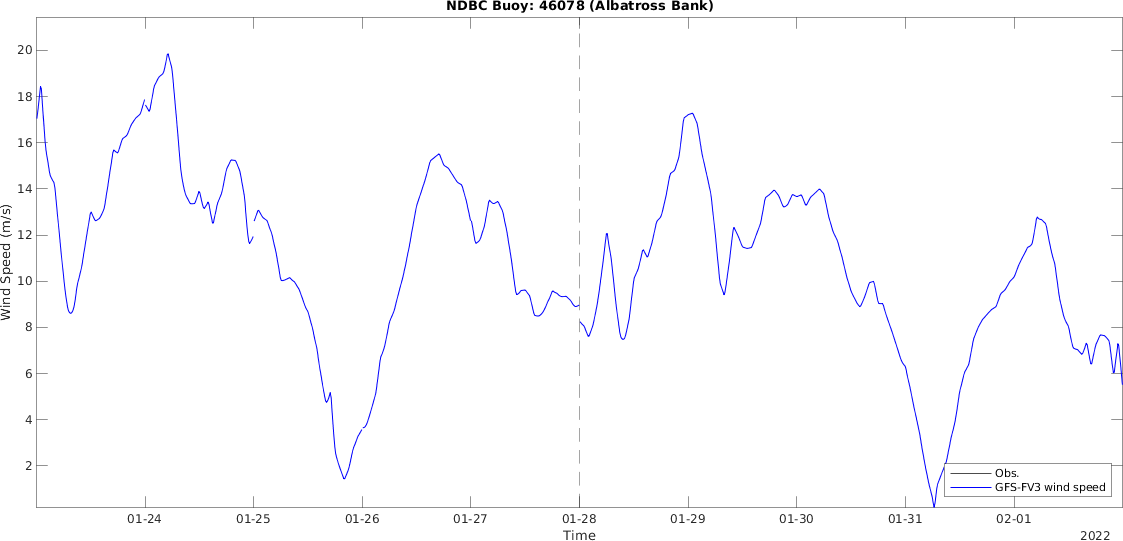 NDBC Buoy: 46078 (Albatross Bank)
20
18
16
14
12
10
8
6
4
2
Wind Speed (m/s)
Obs.
GFS-FV3 wind speed
01-24 01-25 01-26 01-27 01-28 01-29 01-30 01-31 02-01
Time
2022